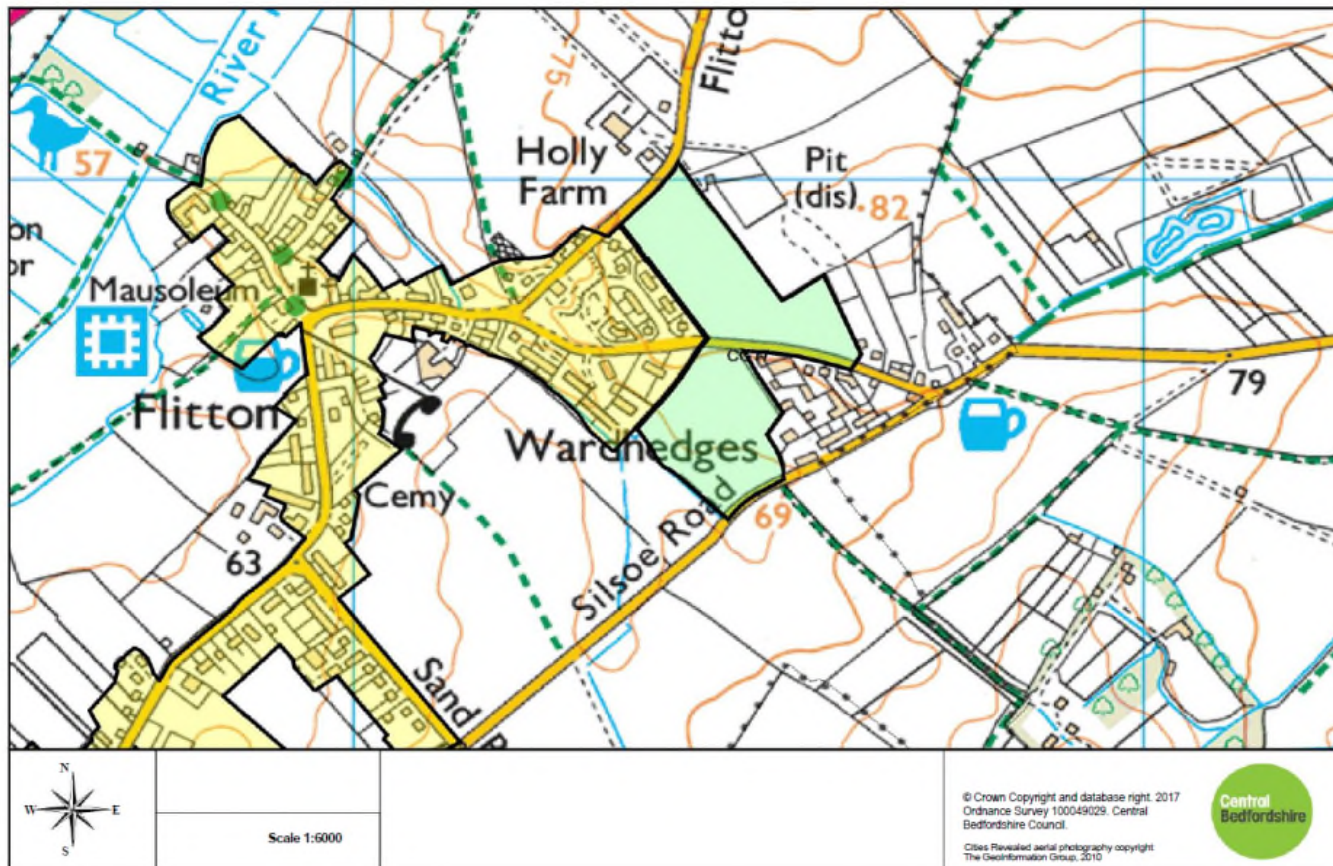 River
Flitto
75
57
Holly
Farm
Pit
(dis)
82
on
or
Mausoleum
CG
79
Flitton
Wardhedges
Cemy
69
63
Silsoe Road
Sand
N
W
E
S
Scale 1:6000
© Crown Copyright and database right. 2017
Ordnance Survey 100049029. Central
Bedfordshire Council.
Cities Revealed aerial photography copyright
The GeoInformation Group, 2010
Central
Bedfordshire